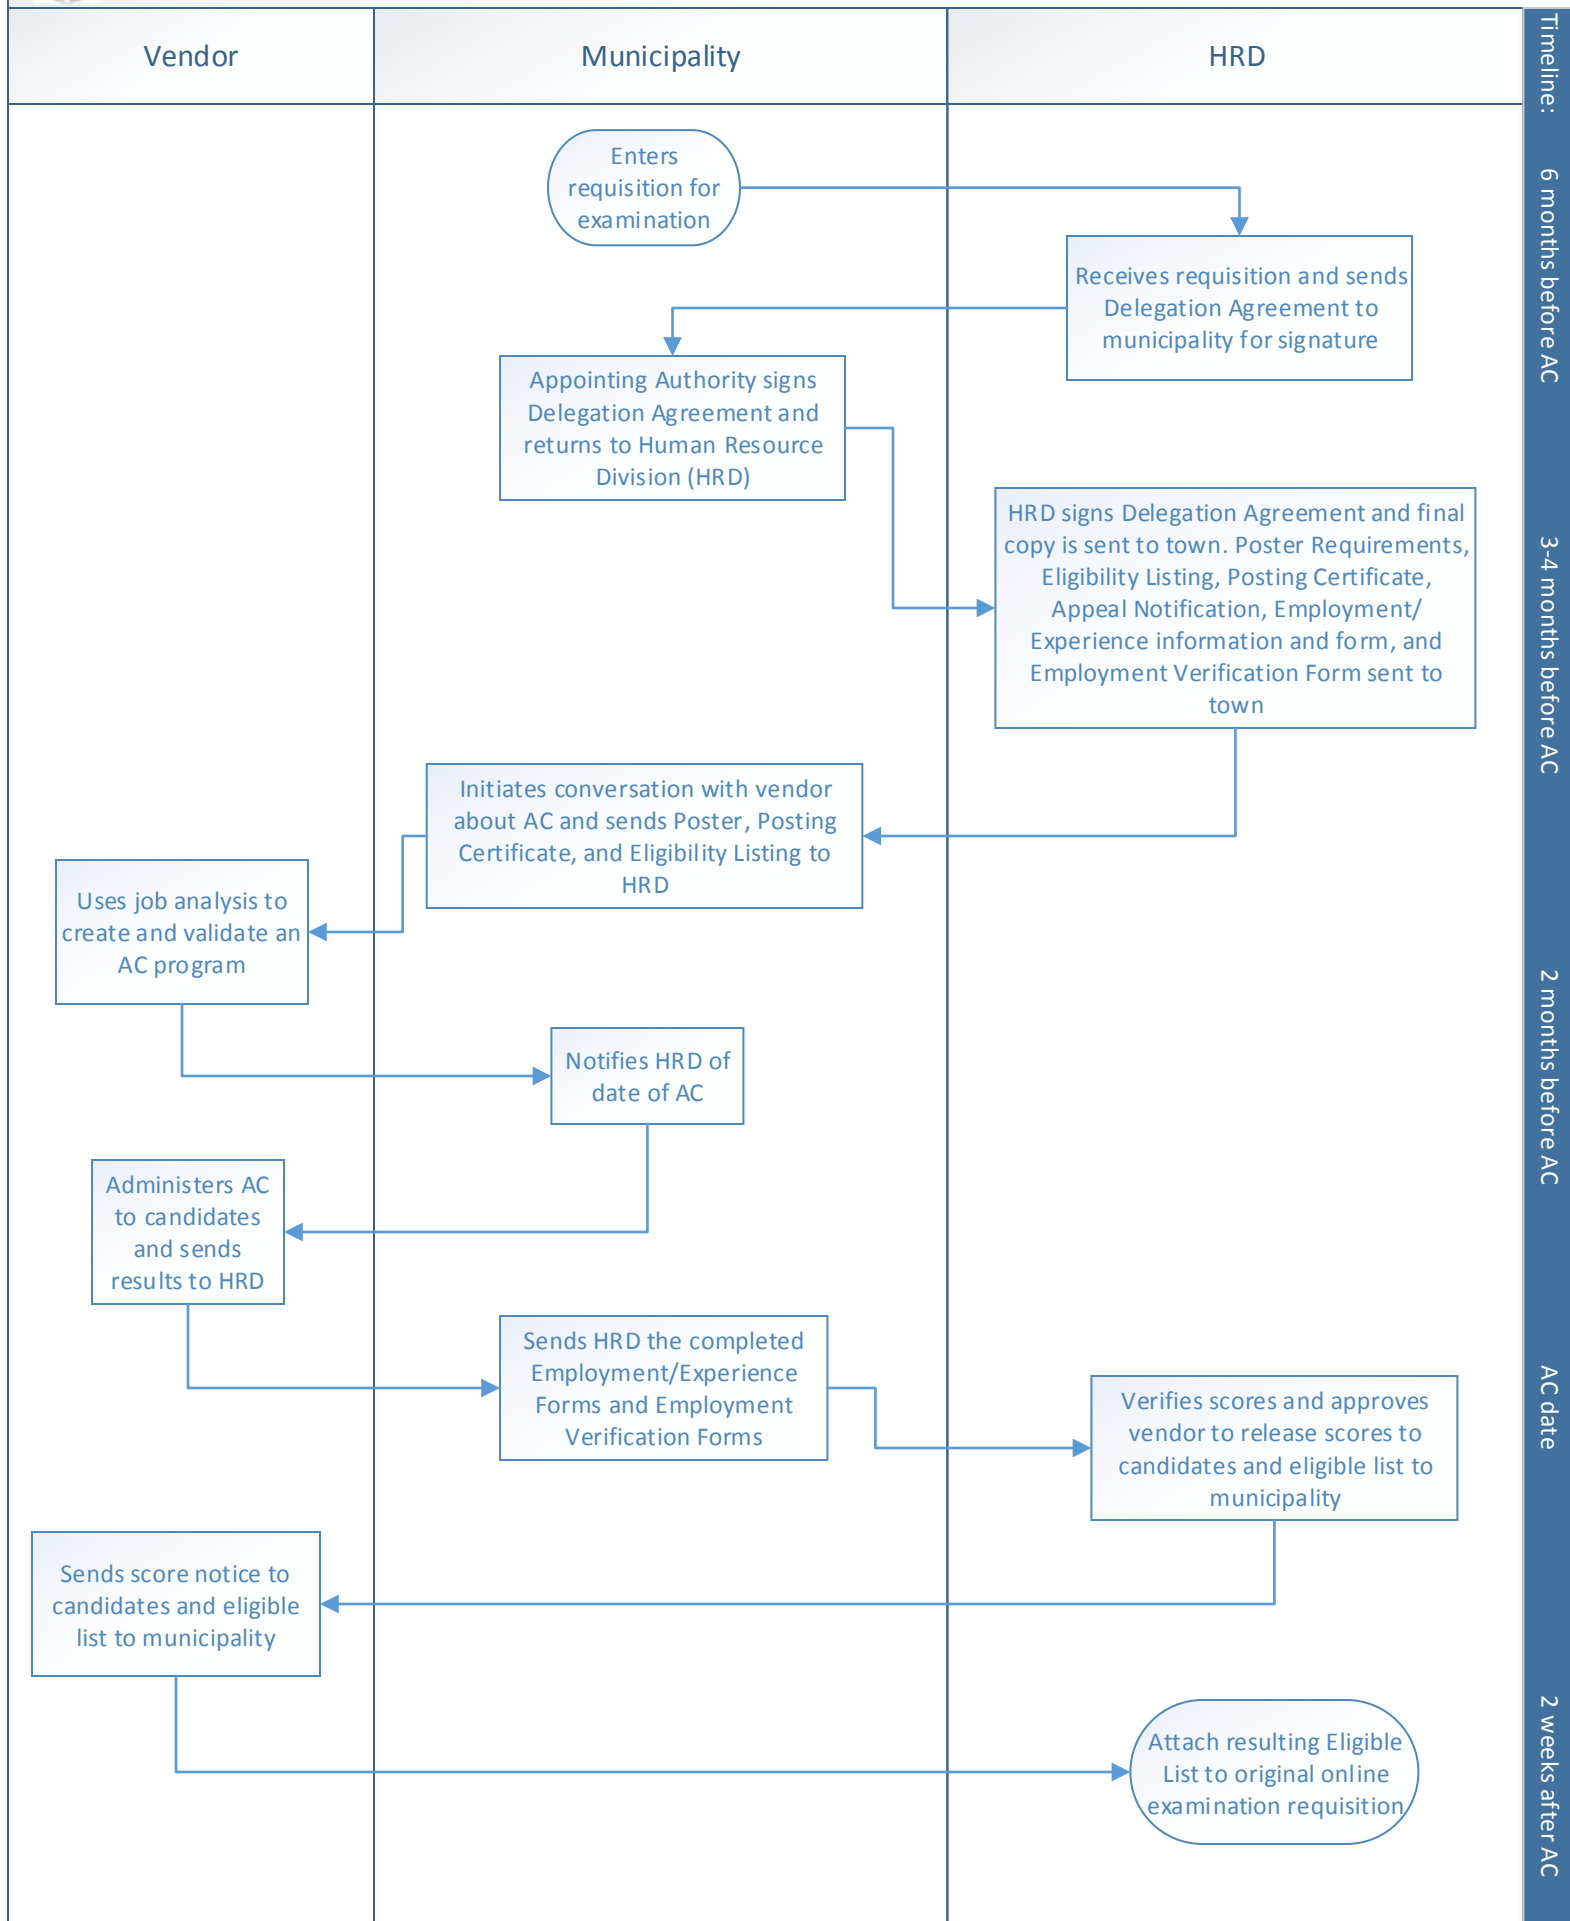 Vendor
Municipality
HRD
Timeline:
Enters
requisition for
examination
6 months before AC
Receives requisition and sends
Delegation Agreement to
municipality for signature
Appointing Authority signs
Delegation Agreement and
returns to Human Resource
Division (HRD)
HRD signs Delegation Agreement and final
copy is sent to town. Poster Requirements,
Eligibility Listing, Posting Certificate,
Appeal Notification, Employment/
Experience information and form, and
Employment Verification Form sent to
town
3-4 months before AC
Initiates conversation with vendor
about AC and sends Poster, Posting
Certificate, and Eligibility Listing to
HRD
Uses job analysis to
create and validate an
AC program
2 months before AC
Notifies HRD of
date of AC
Administers AC
to candidates
and sends
results to HRD
Sends HRD the completed
Employment/Experience
Forms and Employment
Verification Forms
AC date
Verifies scores and approves
vendor to release scores to
candidates and eligible list to
municipality
Sends score notice to
candidates and eligible
list to municipality
2 weeks after AC
Attach resulting Eligible
List to original online
examination requisition